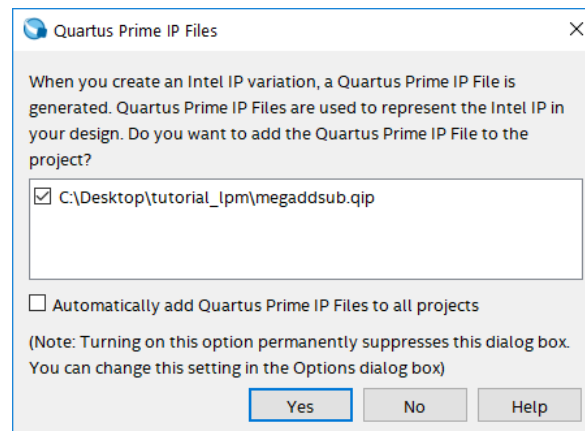 Quartus Prime IP Files
When you create an Intel IP variation, a Quartus Prime IP File is
generated. Quartus Prime IP Files are used to represent the Intel IP in
your design. Do you want to add the Quartus Prime IP File to the
project?
C:\Desktop\tutorial_lpm\megaddsub.qip
Automatically add Quartus Prime IP Files to all projects
(Note: Turning on this option permanently suppresses this dialog box.
You can change this setting in the Options dialog box)
Yes No Help